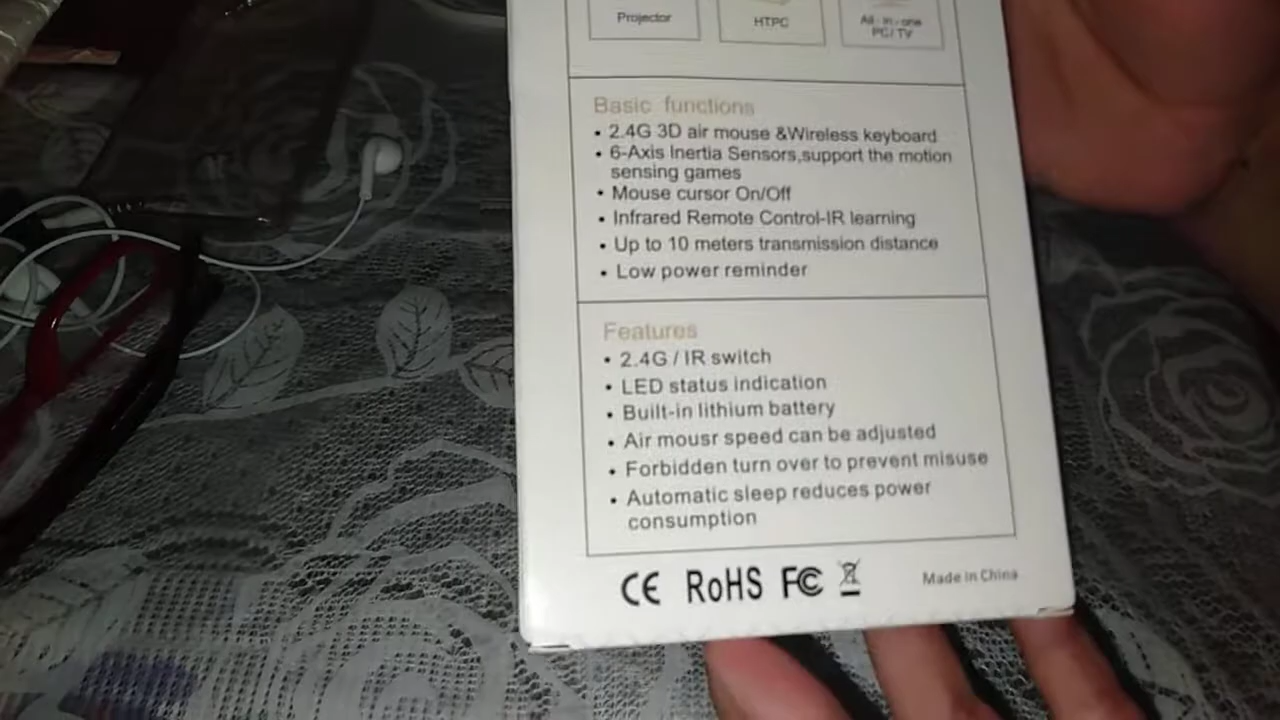 Projector
HTPC
All-in-one
PC/TV
Basic functions
• 2.4G 3D air mouse &Wireless keyboard
• 6-Axis Inertia Sensors,support the motion
sensing games
• Mouse cursor On/Off
• Infrared Remote Control-IR learning
• Up to 10 meters transmission distance
• Low power reminder
Features
• 2.4G / IR switch
• LED status indication
• Built-in lithium battery
• Air mousr speed can be adjusted
• Forbidden turn over to prevent misuse
• Automatic sleep reduces power
consumption
CE RoHS FC Made in China